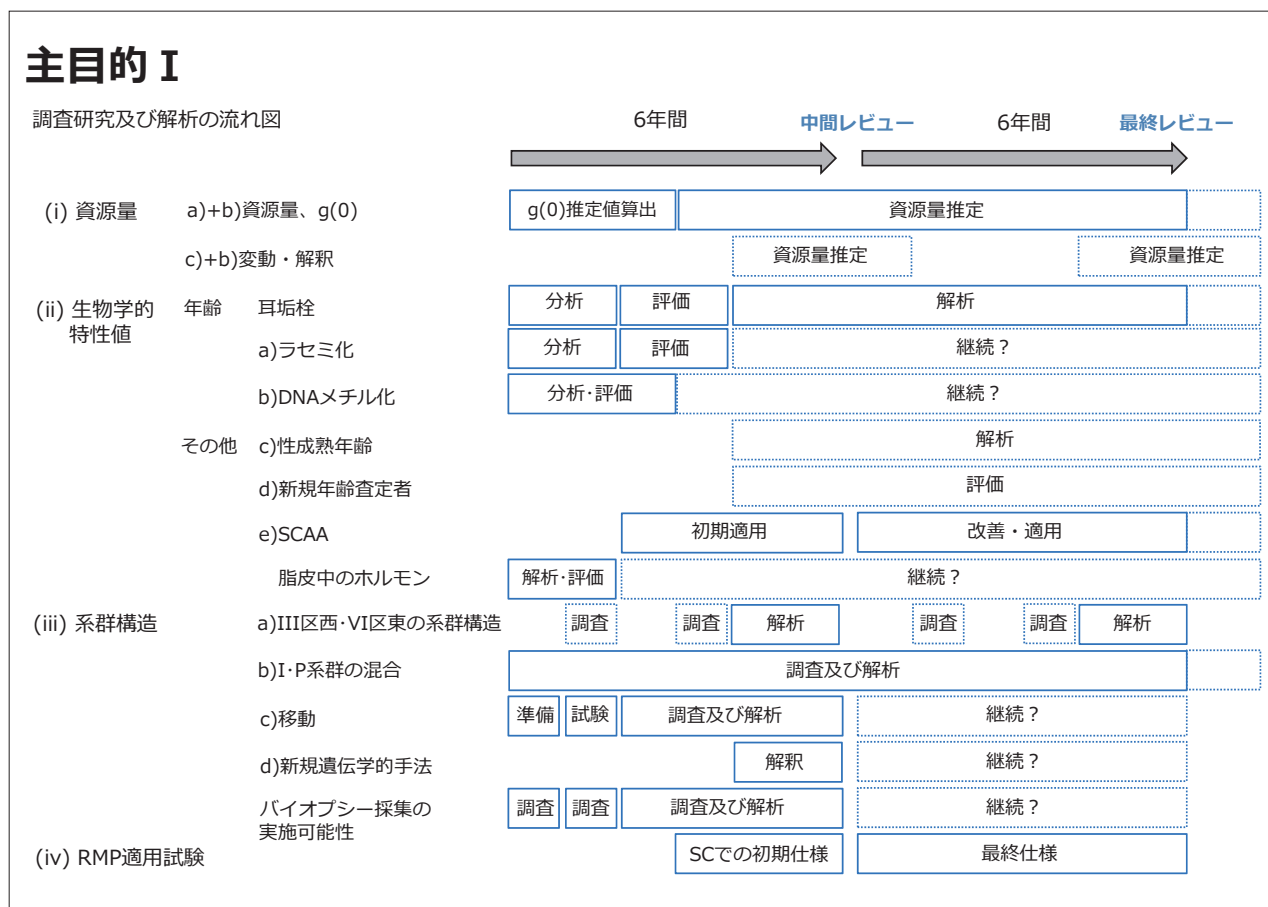 主目的 I
調査研究及び解析の流れ図
6年間 中間レビュー 6年間 最終レビュー
(i) 資源量 a)+b)資源量、g(0) g(0)推定値算出 資源量推定
c)+b)変動・解釈 資源量推定 資源量推定
(ii) 生物学的 年齢 耳垢栓 分析 評価 解析
特性値
a)ラセミ化 分析 評価 継続？
b)DNAメチル化 分析･評価 継続？
その他 c)性成熟年齢 解析
d)新規年齢査定者 評価
e)SCAA 初期適用 改善・適用
脂皮中のホルモン 解析･評価 継続？
(iii) 系群構造 a)III区西･VI区東の系群構造 調査 調査 解析 調査 調査 解析
b)I･P系群の混合 調査及び解析
c)移動 準備 試験 調査及び解析 継続？
d)新規遺伝学的手法 解釈 継続？
バイオプシー採集の 調査 調査 調査及び解析 継続？
実施可能性
(iv) RMP適用試験 SCでの初期仕様 最終仕様